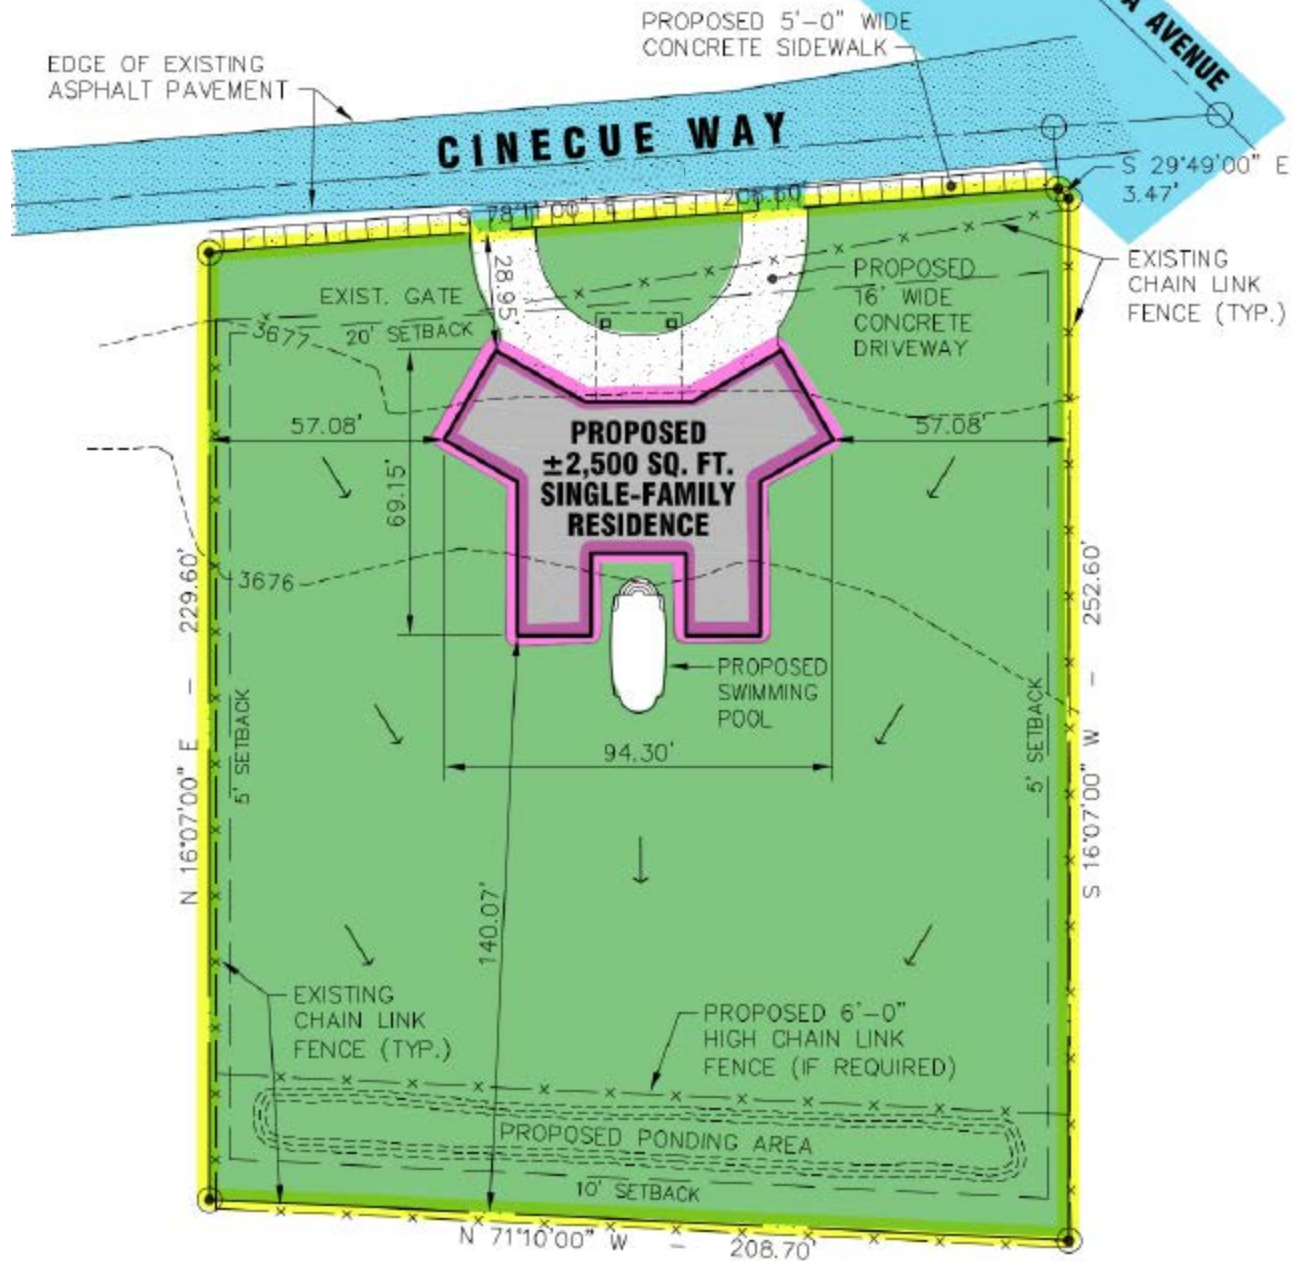 PROPOSED 5'-0" WIDE
CONCRETE SIDEWALK
A AVENUE
EDGE OF EXISTING
ASPHALT PAVEMENT
CINECUE WAY
S 29°49'00" E
3.47'
S 78°11'00" E - 206.60'
EXISTING
CHAIN LINK
FENCE (TYP.)
28.95'
PROPOSED
16' WIDE
CONCRETE
DRIVEWAY
EXIST. GATE
20' SETBACK
3677
57.08'
57.08'
PROPOSED
±2,500 SQ. FT.
SINGLE-FAMILY
RESIDENCE
69.15'
3676
N 16°07'00" E - 229.60'
S 16°07'00" W - 252.60'
5' SETBACK
5' SETBACK
PROPOSED
SWIMMING
POOL
94.30'
140.07'
EXISTING
CHAIN LINK
FENCE (TYP.)
PROPOSED 6'-0"
HIGH CHAIN LINK
FENCE (IF REQUIRED)
PROPOSED PONDING AREA
10' SETBACK
N 71°10'00" W - 208.70'